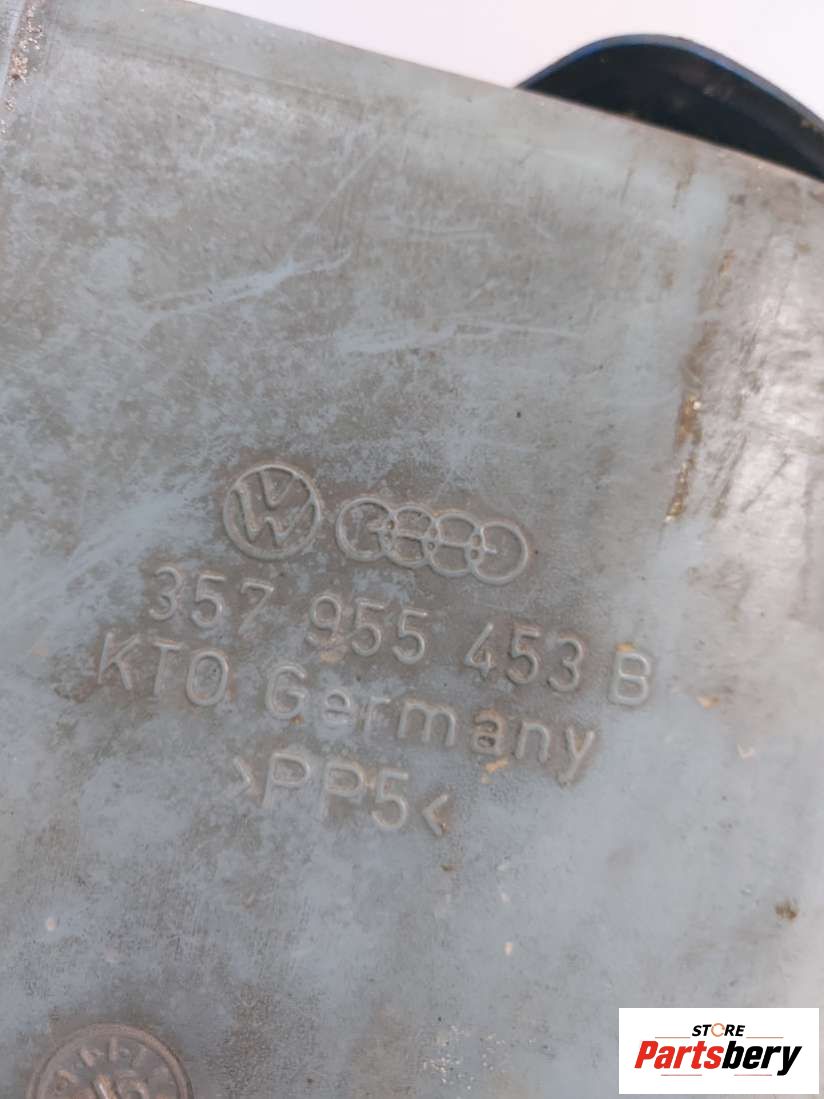 357 955 453 B
KTO Germany
>PP5<
STORE
Partsbery